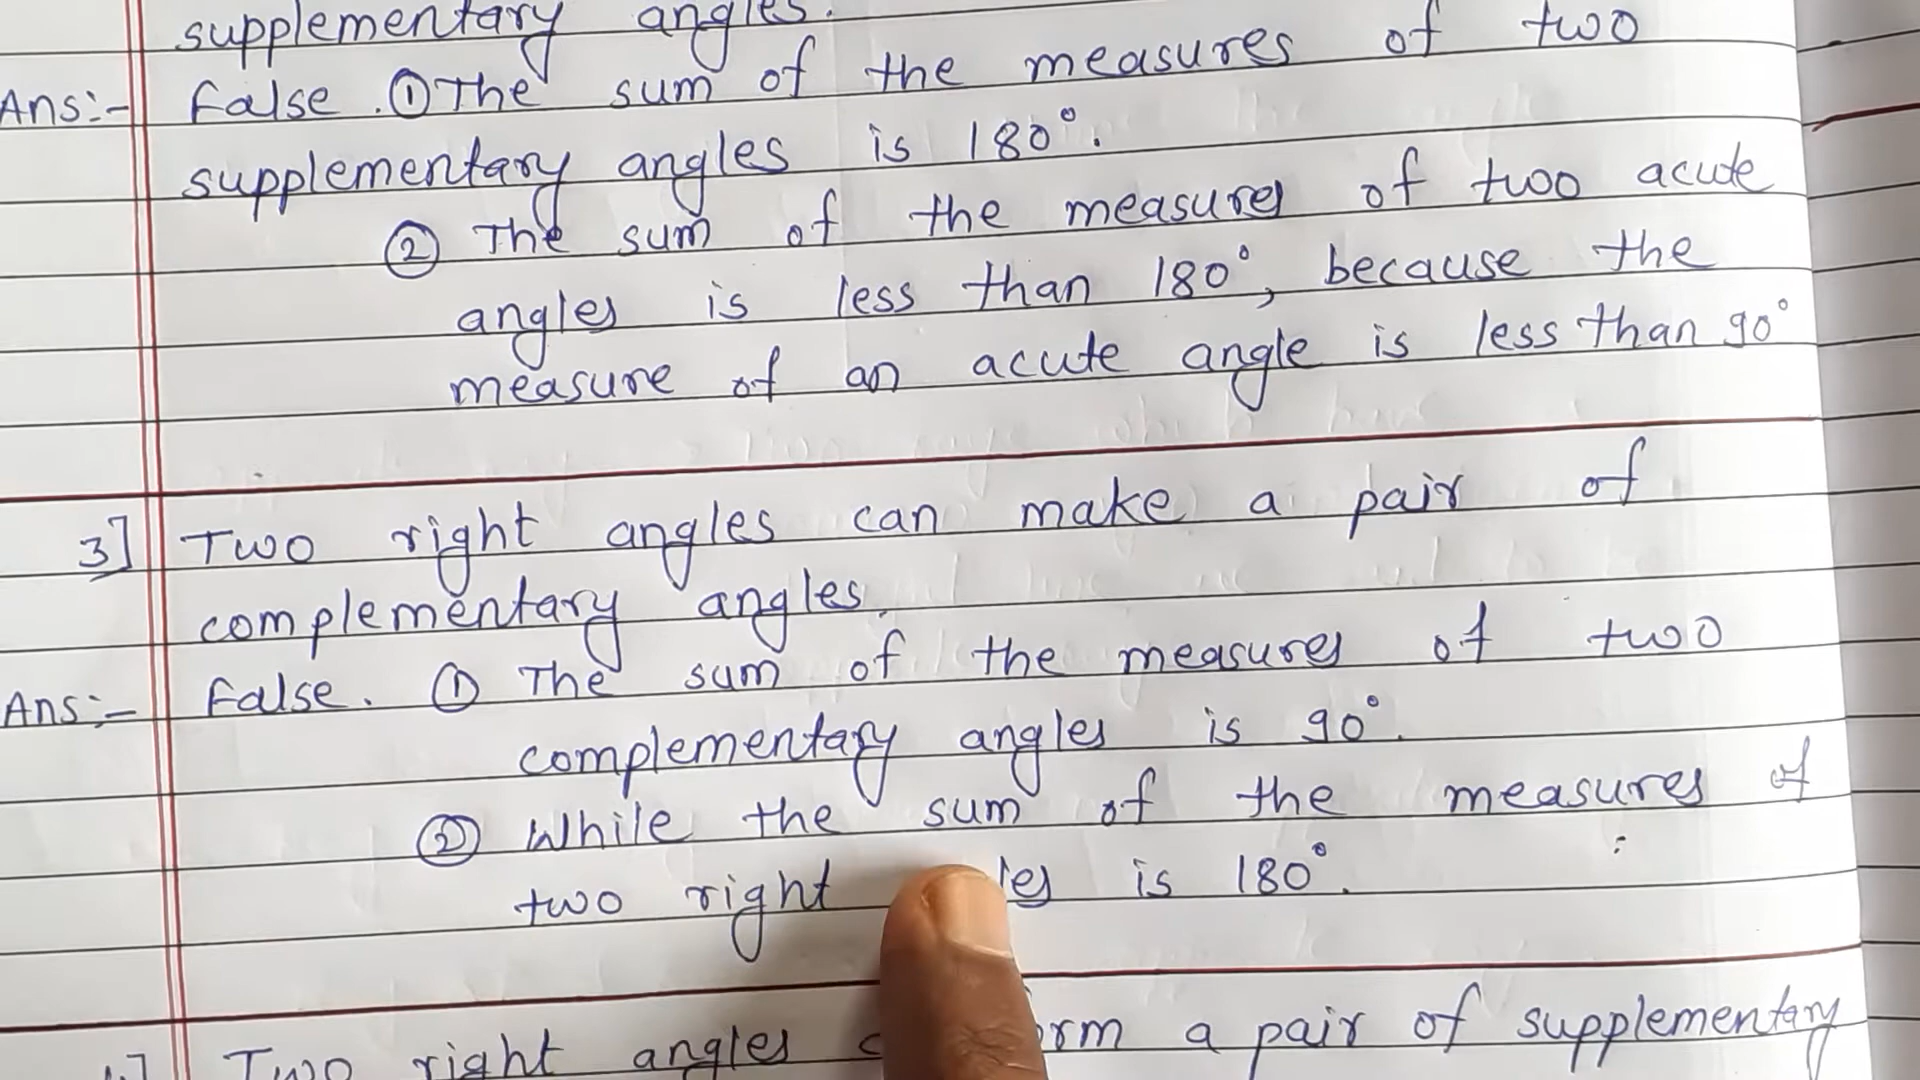 supplementary angles.
Ans:- False. ① The sum of the measures of two
supplementary angles is 180°.
② The sum of the measures of two acute
angles is less than 180°, because the
measure of an acute angle is less than 90°
3] Two right angles can make a pair of
complementary angles.
Ans:- False. ① The sum of the measures of two
complementary angles is 90°.
② While the sum of the measures of
two right is 180°.
Two right angles a pair of supplementary